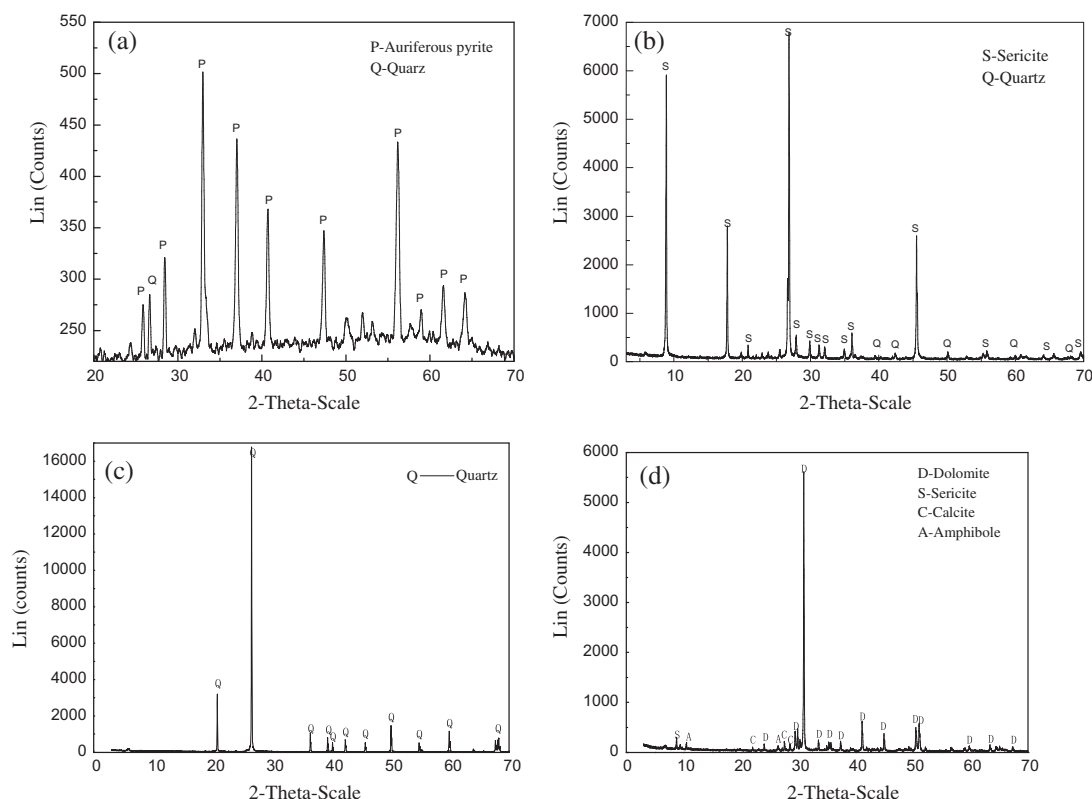 (a)
P-Auriferous pyrite
Q-Quarz
550
500
450
400
350
300
250
Lin (Counts)
P
Q
P
P
P
P
P
P
P
P
P
20 30 40 50 60 70
2-Theta-Scale
(b)
S-Sericite
Q-Quartz
7000
6000
5000
4000
3000
2000
1000
0
Lin (Counts)
S
S
S
S
S
S
S
S
S
S
Q
Q
S
Q
S
Q
S
Q
S
10 20 30 40 50 60 70
2-Theta-Scale
(c)
Q Quartz
16000
14000
12000
10000
8000
6000
4000
2000
0
Lin (counts)
Q
Q
Q
Q
Q
Q
Q
Q
Q
Q
Q
0 10 20 30 40 50 60 70
2-Theta-Scale
(d)
D-Dolomite
S-Sericite
C-Calcite
A-Amphibole
6000
5000
4000
3000
2000
1000
0
Lin (Counts)
S
A
C
D
A
C
C
D
D
D
D
D
D
D
D
D
D
D
D
0 10 20 30 40 50 60 70
2-Theta-Scale